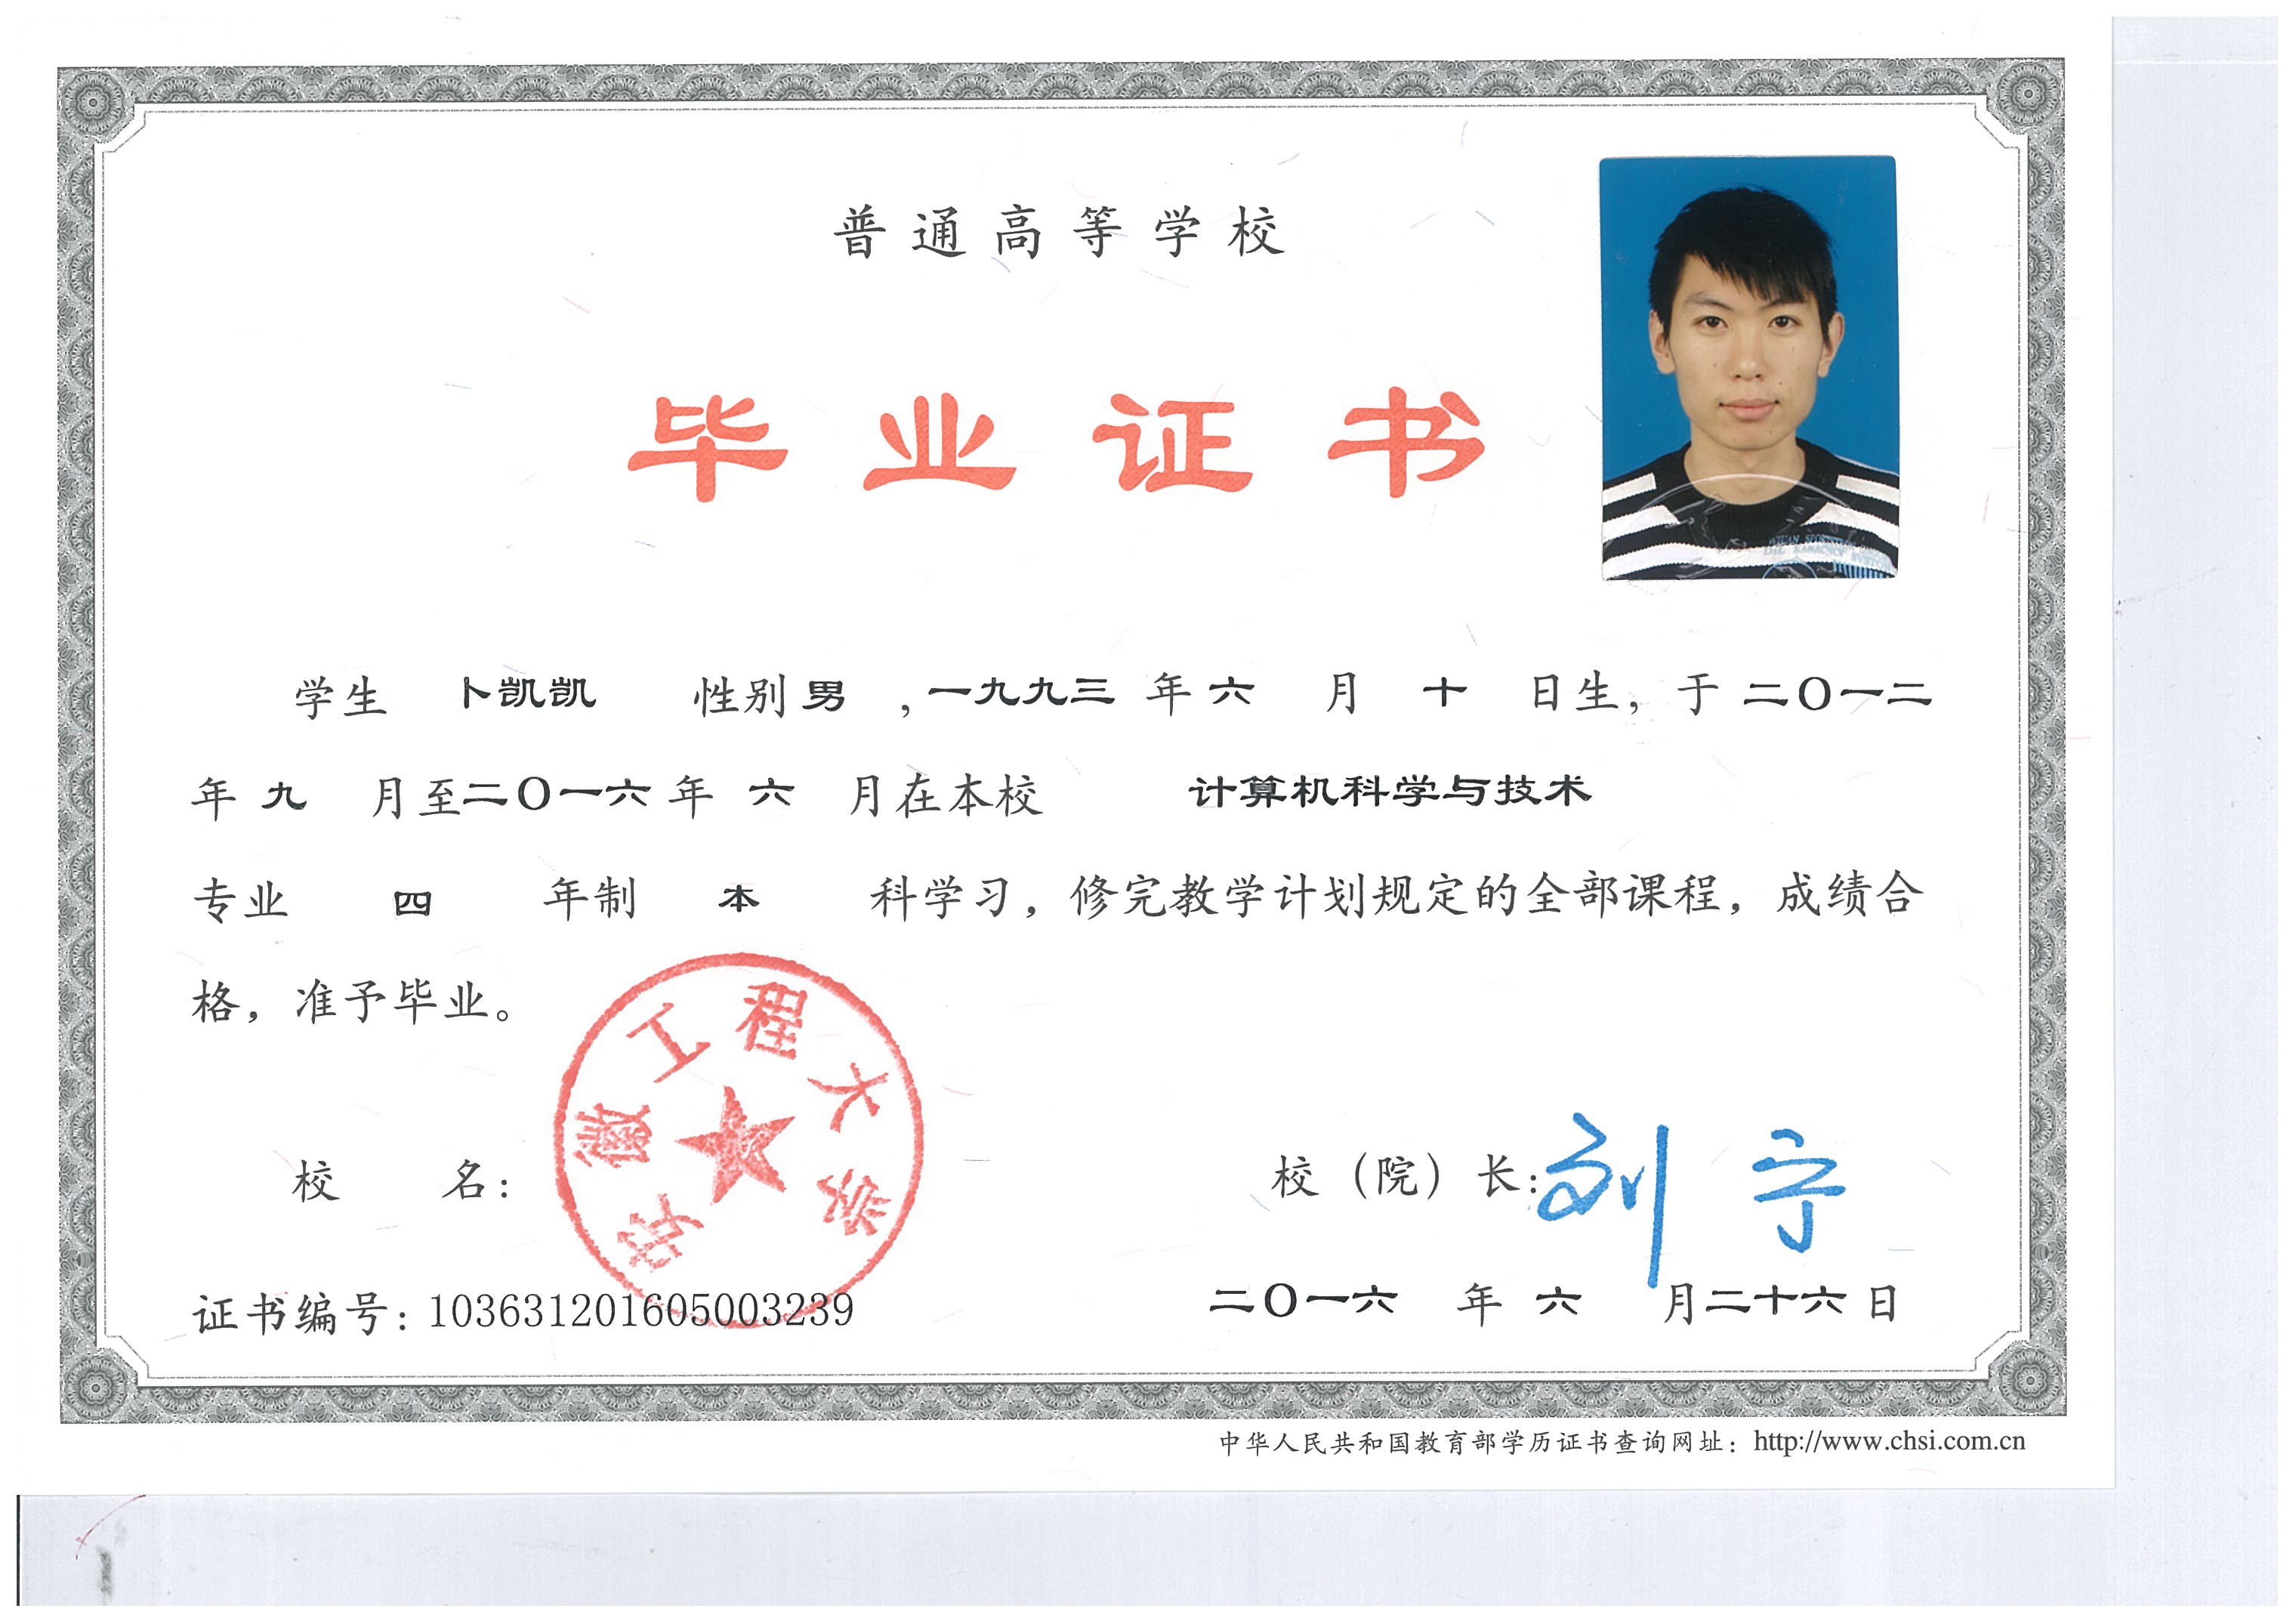 普通高等学校
毕业证书
学生 卜凯凯 性别男 ,一九九三 年 六 月 十 日生, 于 二〇一二
年 九 月至二〇一六年 六 月在本校 计算机科学与技术
专业 四 年制 本 科学习, 修完教学计划规定的全部课程, 成绩合
格, 准予毕业。
安徽工程大学
校 名:
校（院）长: 刘宁
证书编号: 103631201605003239
二〇一六 年 六 月二十六日
中华人民共和国教育部学历证书查询网址: http://www.chsi.com.cn